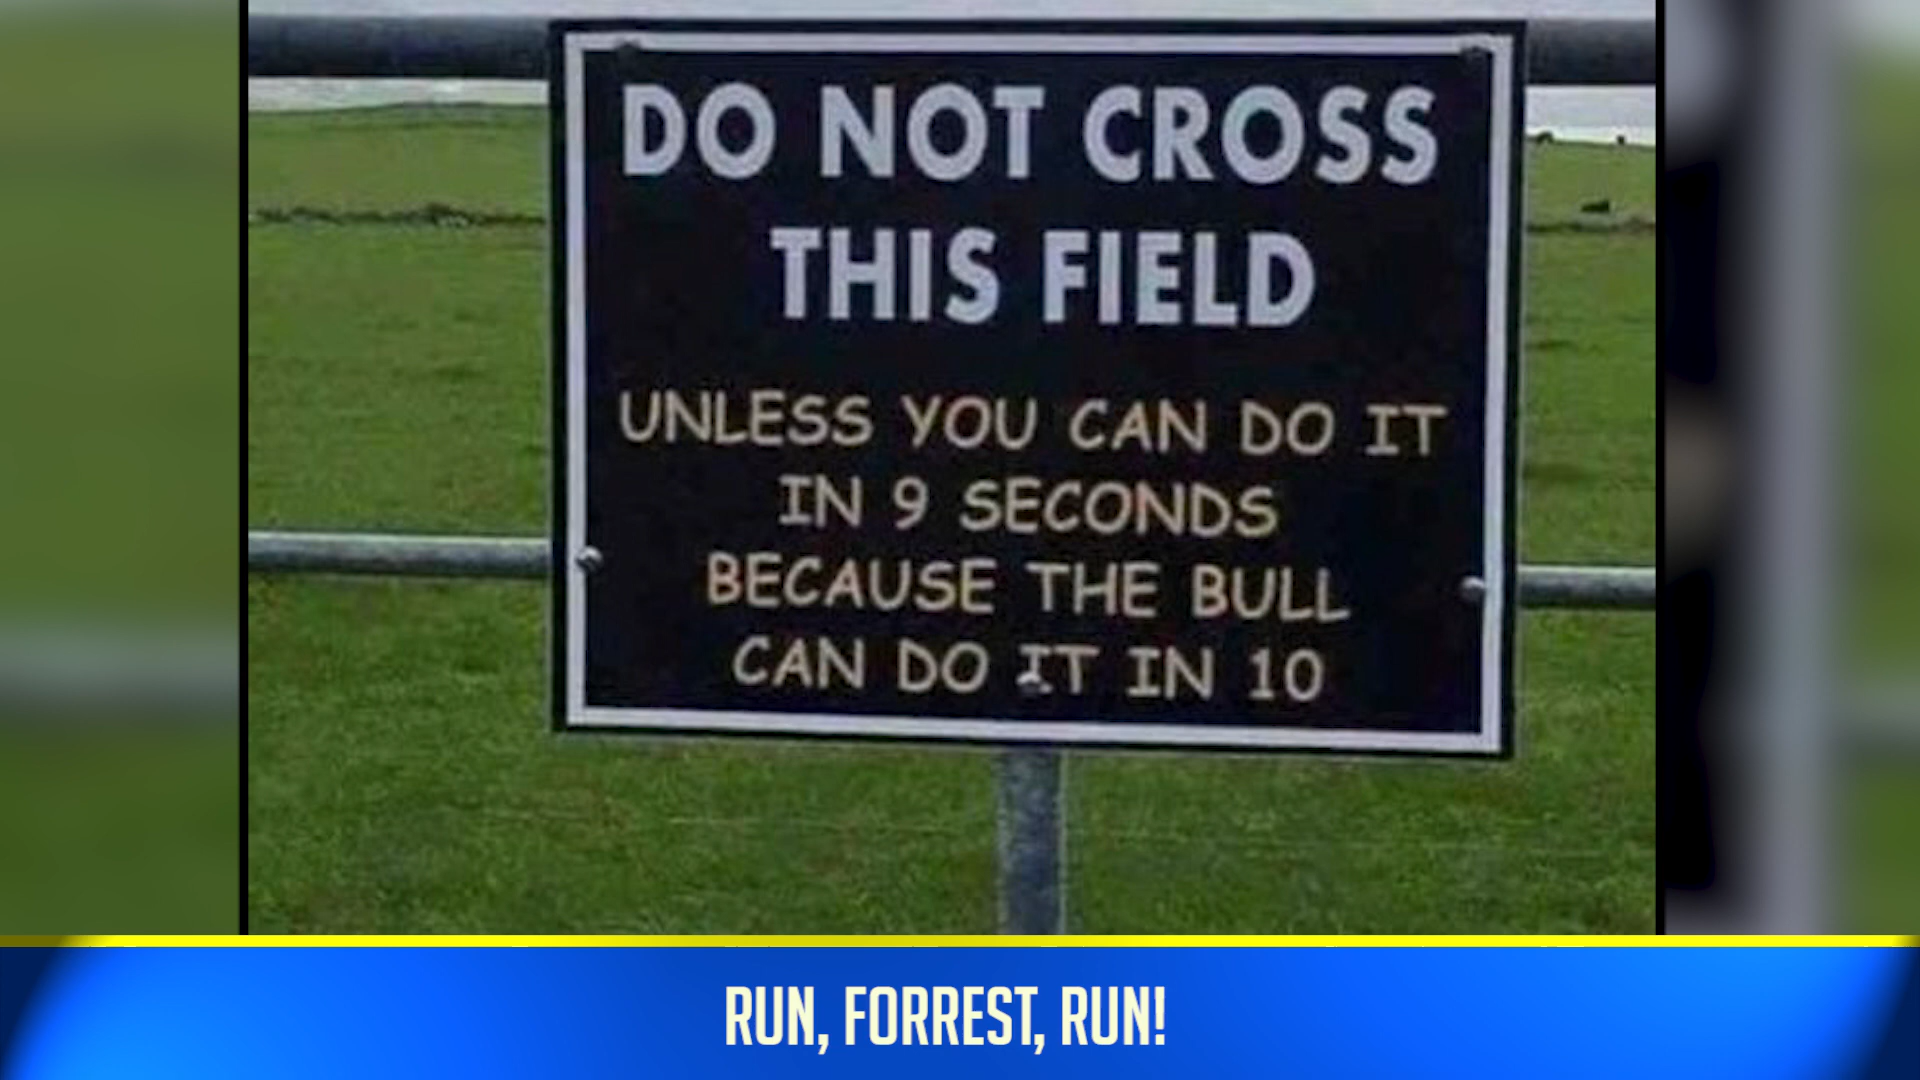 DO NOT CROSS
THIS FIELD
UNLESS YOU CAN DO IT
IN 9 SECONDS
BECAUSE THE BULL
CAN DO IT IN 10
RUN, FORREST, RUN!